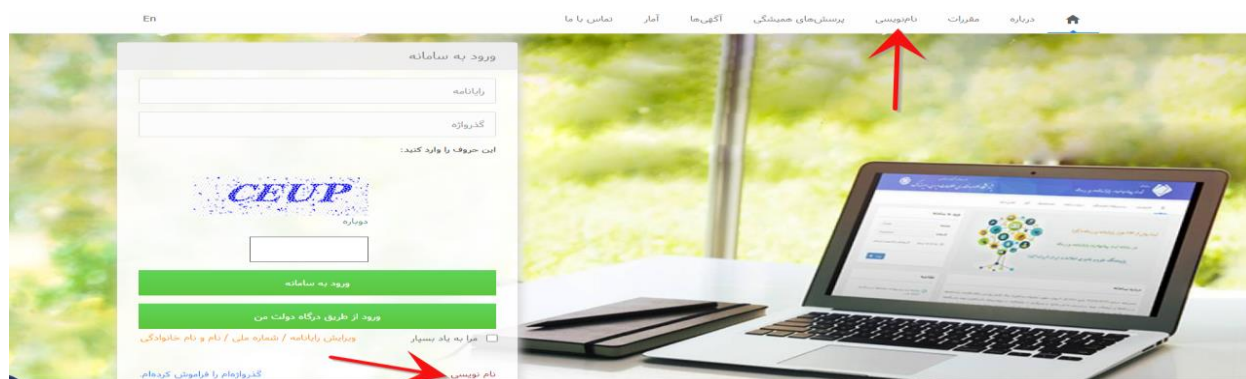 درباره مقررات نام‌نویسی پرسش‌های همیشگی آگهی‌ها آمار تماس با ما En
ورود به سامانه
رایانامه
گذرواژه
این حروف را وارد کنید:
CEUP
دوباره
ورود به سامانه
ورود از طریق درگاه دولت من
مرا به یاد بسپار ویرایش رایانامه / شماره ملی / نام و نام خانوادگی
نام نویسی گذرواژه‌ام را فراموش کرده‌ام.